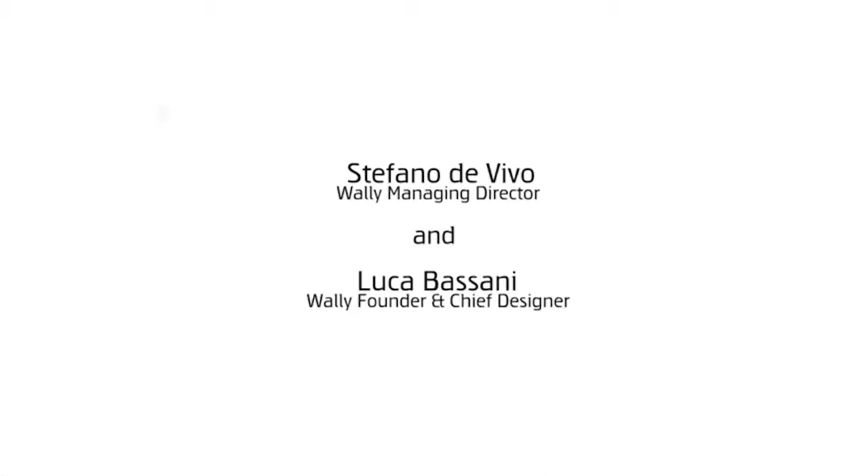 Stefano de Vivo
Wally Managing Director
and
Luca Bassani
Wally Founder & Chief Designer